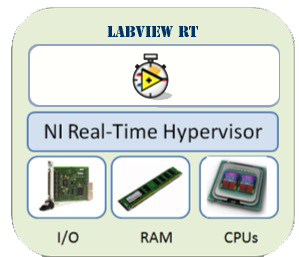 LABVIEW RT
NI Real-Time Hypervisor
I/O RAM CPUs